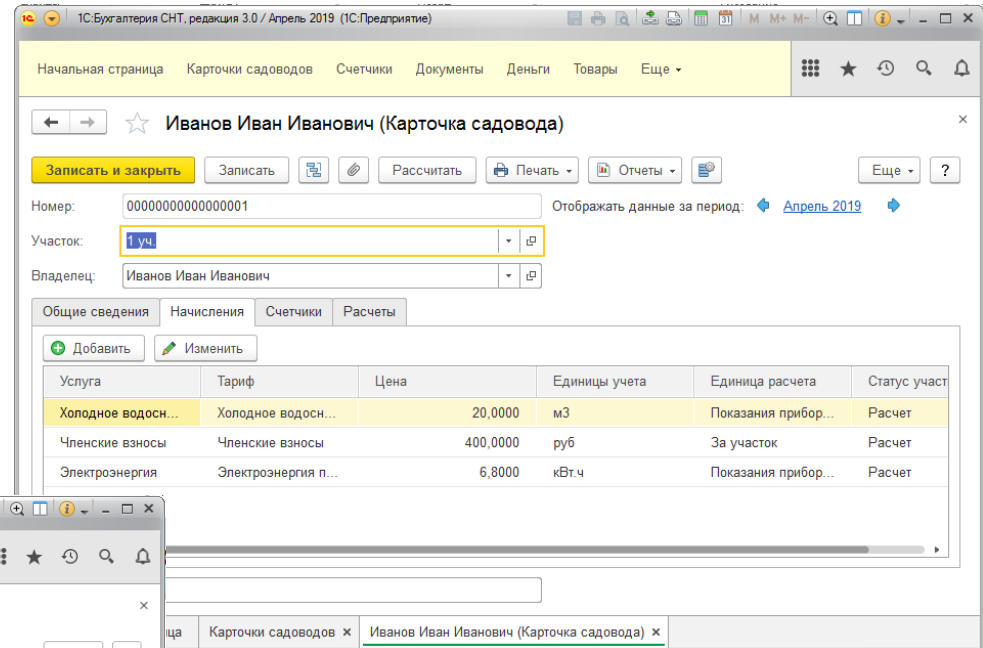 1С:Бухгалтерия СНТ, редакция 3.0 / Апрель 2019 (1С:Предприятие) M M+ M-
Начальная страница Карточки садоводов Счетчики Документы Деньги Товары Еще
Иванов Иван Иванович (Карточка садовода)
Записать и закрыть Записать Рассчитать Печать Отчеты Еще ?
Номер: 00000000000000001 Отображать данные за период: Апрель 2019
Участок: 1 уч.
Владелец: Иванов Иван Иванович
Общие сведения Начисления Счетчики Расчеты
Добавить Изменить
Услуга Тариф Цена Единицы учета Единица расчета Статус участ
Холодное водосн... Холодное водосн... 20,0000 м3 Показания прибор... Расчет
Членские взносы Членские взносы 400,0000 руб За участок Расчет
Электроэнергия Электроэнергия п... 6,8000 кВт.ч Показания прибор... Расчет
ица Карточки садоводов Иванов Иван Иванович (Карточка садовода)